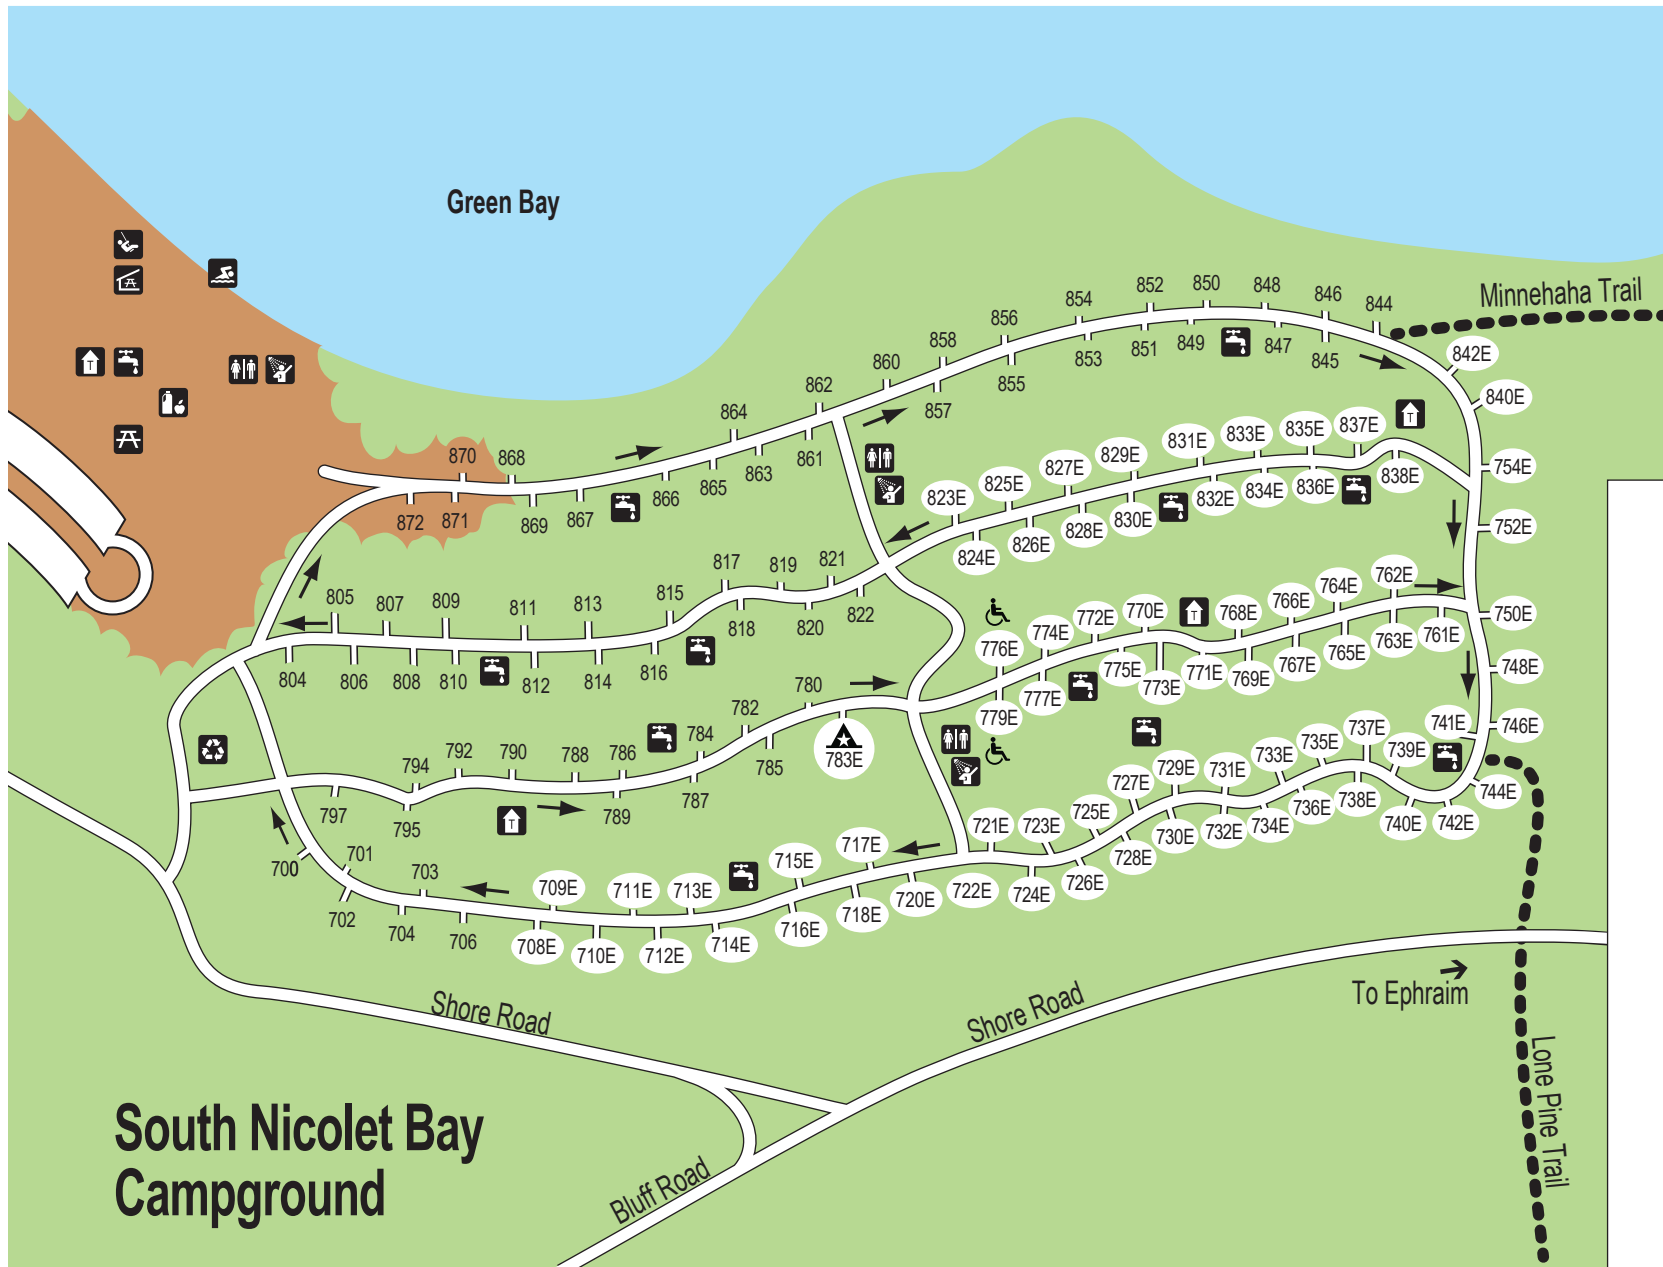 Green Bay
Minnehaha Trail
852
850
848
846
844
854
856
858
860
862
864
853
851
849
847
845
855
857
842E
840E
861
863
865
866
867
869
868
870
871
872
837E
835E
833E
831E
829E
827E
825E
823E
838E
836E
834E
832E
830E
828E
826E
824E
754E
752E
750E
748E
746E
744E
821
819
817
815
813
811
809
807
805
822
820
818
816
814
812
810
808
806
804
762E
764E
766E
768E
770E
772E
774E
776E
761E
763E
765E
767E
769E
771E
773E
775E
777E
779E
780
782
784
786
788
790
792
794
783E
785
787
789
795
797
741E
739E
737E
735E
733E
731E
729E
727E
725E
723E
721E
742E
740E
738E
736E
734E
732E
730E
728E
726E
724E
722E
717E
715E
713E
711E
709E
720E
718E
716E
714E
712E
710E
708E
700
701
703
702
704
706
Shore Road
Shore Road
To Ephraim
Lone Pine Trail
Bluff Road
South Nicolet Bay
Campground
T
T
T
T